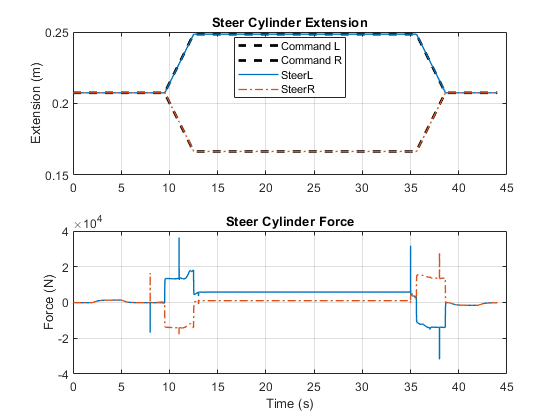 Steer Cylinder Extension
0.25
0.2
0.15
Extension (m)
Command L
Command R
SteerL
SteerR
0 5 10 15 20 25 30 35 40 45
Steer Cylinder Force
×10⁴
4
2
0
-2
-4
Force (N)
0 5 10 15 20 25 30 35 40 45
Time (s)